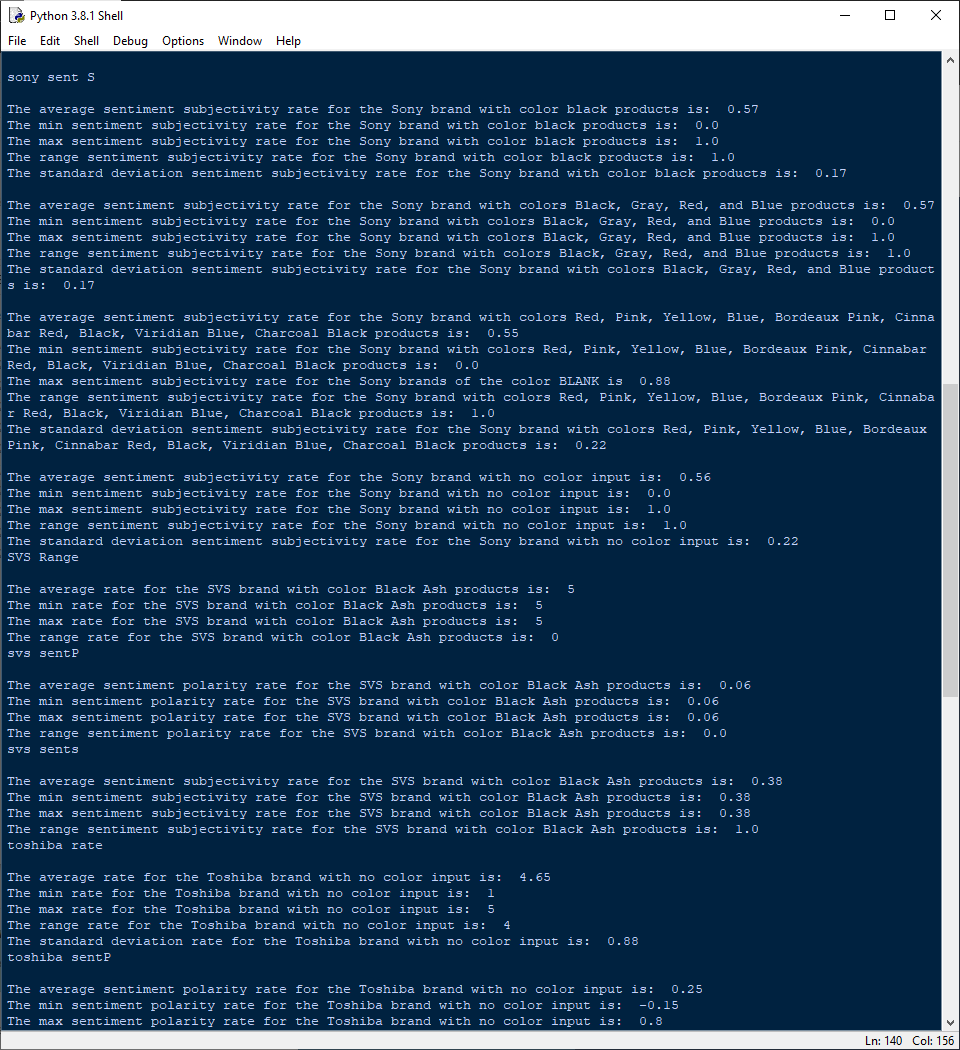 Python 3.8.1 Shell
File Edit Shell Debug Options Window Help
sony sent S
The average sentiment subjectivity rate for the Sony brand with color black products is:  0.57
The min sentiment subjectivity rate for the Sony brand with color black products is:  0.0
The max sentiment subjectivity rate for the Sony brand with color black products is:  1.0
The range sentiment subjectivity rate for the Sony brand with color black products is:  1.0
The standard deviation sentiment subjectivity rate for the Sony brand with color black products is:  0.17
The average sentiment subjectivity rate for the Sony brand with colors Black, Gray, Red, and Blue products is:  0.57
The min sentiment subjectivity rate for the Sony brand with colors Black, Gray, Red, and Blue products is:  0.0
The max sentiment subjectivity rate for the Sony brand with colors Black, Gray, Red, and Blue products is:  1.0
The range sentiment subjectivity rate for the Sony brand with colors Black, Gray, Red, and Blue products is:  1.0
The standard deviation sentiment subjectivity rate for the Sony brand with colors Black, Gray, Red, and Blue product
s is:  0.17
The average sentiment subjectivity rate for the Sony brand with colors Red, Pink, Yellow, Blue, Bordeaux Pink, Cinna
bar Red, Black, Viridian Blue, Charcoal Black products is:  0.55
The min sentiment subjectivity rate for the Sony brand with colors Red, Pink, Yellow, Blue, Bordeaux Pink, Cinnabar
Red, Black, Viridian Blue, Charcoal Black products is:  0.0
The max sentiment subjectivity rate for the Sony brands of the color BLANK is  0.88
The range sentiment subjectivity rate for the Sony brand with colors Red, Pink, Yellow, Blue, Bordeaux Pink, Cinnaba
r Red, Black, Viridian Blue, Charcoal Black products is:  1.0
The standard deviation sentiment subjectivity rate for the Sony brand with colors Red, Pink, Yellow, Blue, Bordeaux
Pink, Cinnabar Red, Black, Viridian Blue, Charcoal Black products is:  0.22
The average sentiment subjectivity rate for the Sony brand with no color input is:  0.56
The min sentiment subjectivity rate for the Sony brand with no color input is:  0.0
The max sentiment subjectivity rate for the Sony brand with no color input is:  1.0
The range sentiment subjectivity rate for the Sony brand with no color input is:  1.0
The standard deviation sentiment subjectivity rate for the Sony brand with no color input is:  0.22
SVS Range
The average rate for the SVS brand with color Black Ash products is:  5
The min rate for the SVS brand with color Black Ash products is:  5
The max rate for the SVS brand with color Black Ash products is:  5
The range rate for the SVS brand with color Black Ash products is:  0
svs sentP
The average sentiment polarity rate for the SVS brand with color Black Ash products is:  0.06
The min sentiment polarity rate for the SVS brand with color Black Ash products is:  0.06
The max sentiment polarity rate for the SVS brand with color Black Ash products is:  0.06
The range sentiment polarity rate for the SVS brand with color Black Ash products is:  0.0
svs sents
The average sentiment subjectivity rate for the SVS brand with color Black Ash products is:  0.38
The min sentiment subjectivity rate for the SVS brand with color Black Ash products is:  0.38
The max sentiment subjectivity rate for the SVS brand with color Black Ash products is:  0.38
The range sentiment subjectivity rate for the SVS brand with color Black Ash products is:  1.0
toshiba rate
The average rate for the Toshiba brand with no color input is:  4.65
The min rate for the Toshiba brand with no color input is:  1
The max rate for the Toshiba brand with no color input is:  5
The range rate for the Toshiba brand with no color input is:  4
The standard deviation rate for the Toshiba brand with no color input is:  0.88
toshiba sentP
The average sentiment polarity rate for the Toshiba brand with no color input is:  0.25
The min sentiment polarity rate for the Toshiba brand with no color input is:  -0.15
The max sentiment polarity rate for the Toshiba brand with no color input is:  0.8
Ln: 140 Col: 156